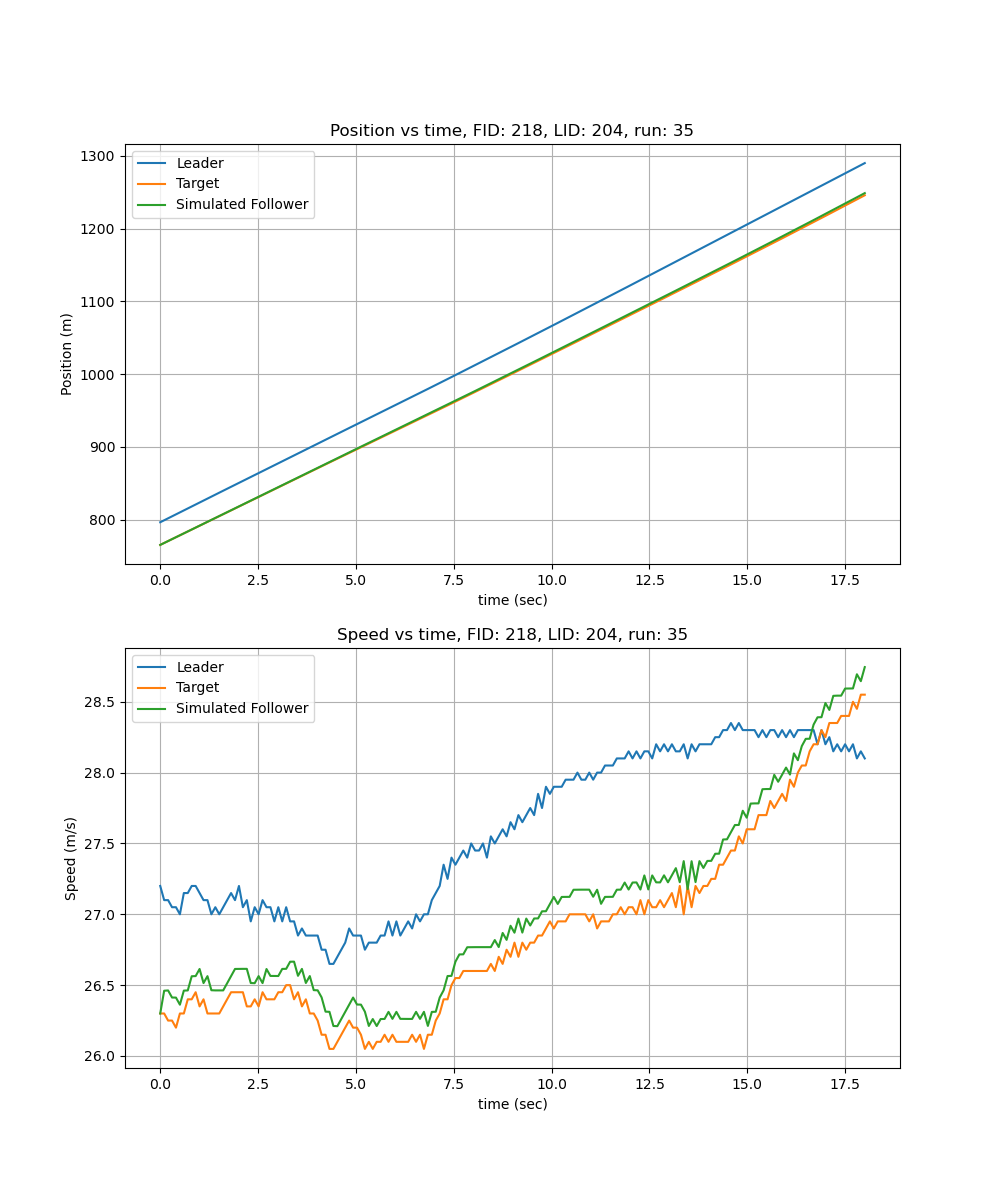 Position vs time, FID: 218, LID: 204, run: 35
Leader
Target
Simulated Follower
1300
1200
1100
1000
900
800
Position (m)
0.0 2.5 5.0 7.5 10.0 12.5 15.0 17.5
time (sec)
Speed vs time, FID: 218, LID: 204, run: 35
Leader
Target
Simulated Follower
28.5
28.0
27.5
27.0
26.5
26.0
Speed (m/s)
0.0 2.5 5.0 7.5 10.0 12.5 15.0 17.5
time (sec)